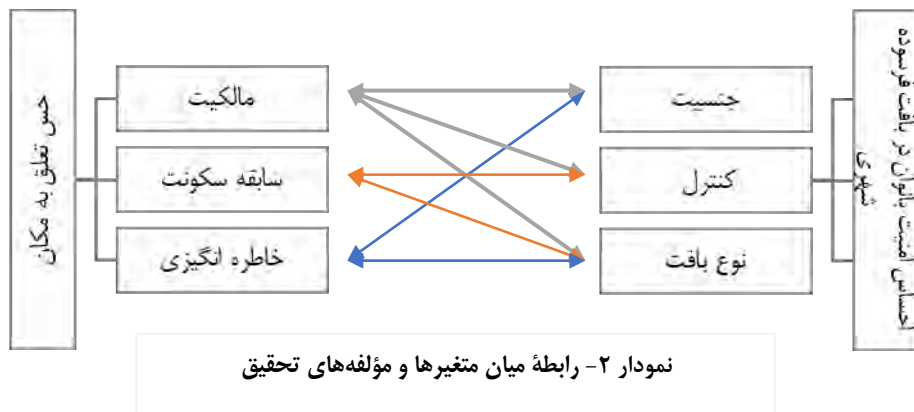 احساس امنیت بانوان در بافت فرسوده
شهری
جنسیت
کنترل
نوع بافت
مالکیت
سابقه سکونت
خاطره انگیزی
حس تعلق به مکان
نمودار ۲- رابطهٔ میان متغیرها و مؤلفه‌های تحقیق